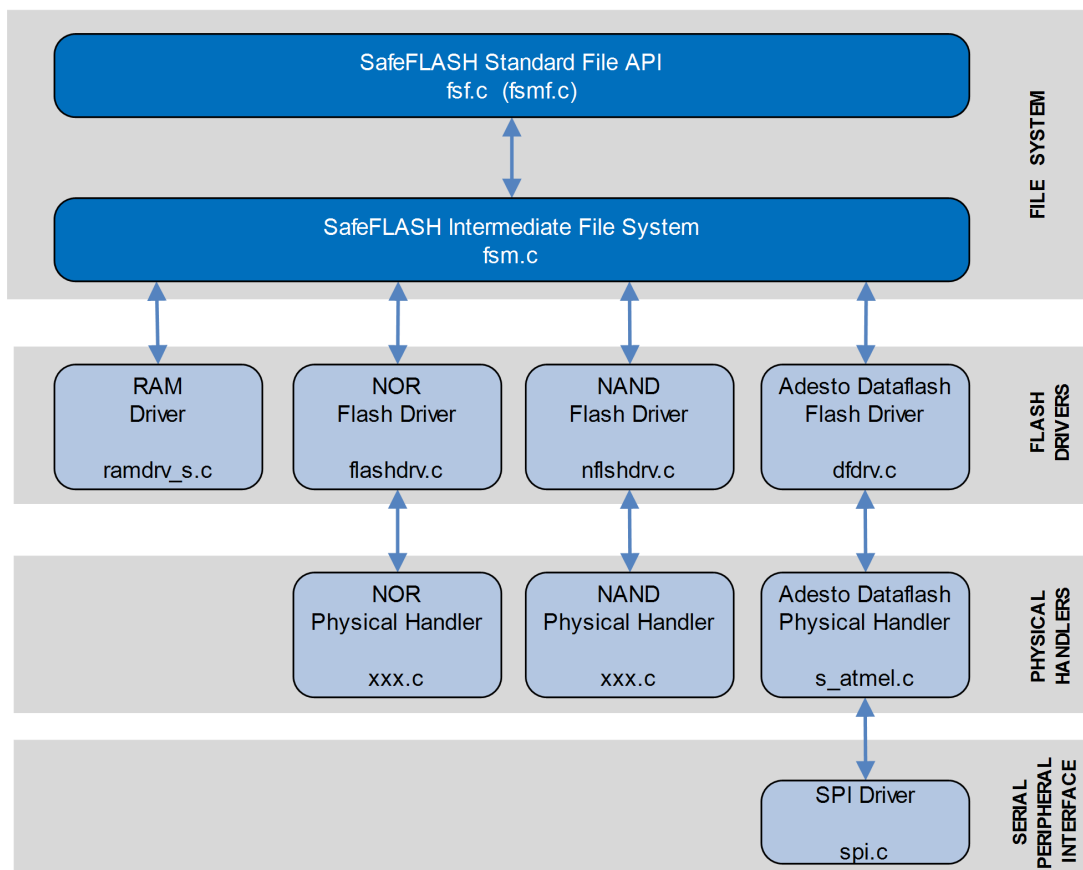 SafeFLASH Standard File API
fsf.c (fsmf.c)
FILE SYSTEM
SafeFLASH Intermediate File System
fsm.c
RAM
Driver
ramdrv_s.c
NOR
Flash Driver
flashdrv.c
NAND
Flash Driver
nflshdrv.c
Adesto Dataflash
Flash Driver
dfdrv.c
FLASH
DRIVERS
NOR
Physical Handler
xxx.c
NAND
Physical Handler
xxx.c
Adesto Dataflash
Physical Handler
s_atmel.c
PHYSICAL
HANDLERS
SPI Driver
spi.c
SERIAL
PERIPHERAL
INTERFACE